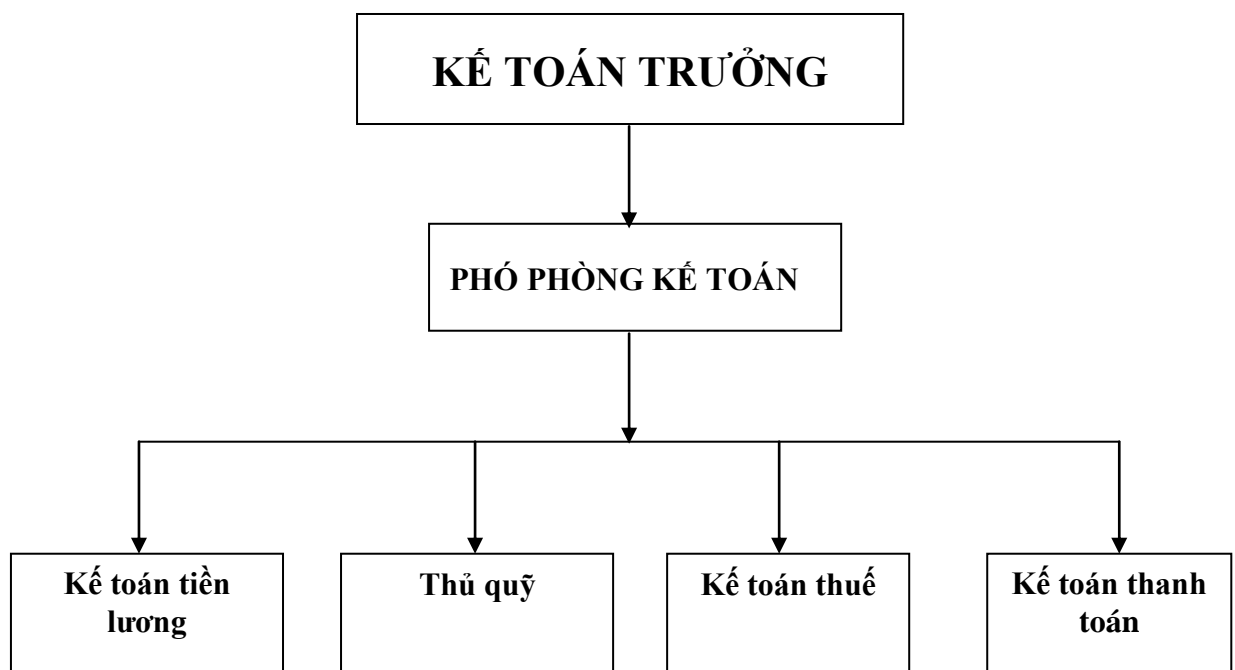 KẾ TOÁN TRƯỞNG
PHÓ PHÒNG KẾ TOÁN
Kế toán tiền
lương
Thủ quỹ
Kế toán thuế
Kế toán thanh
toán